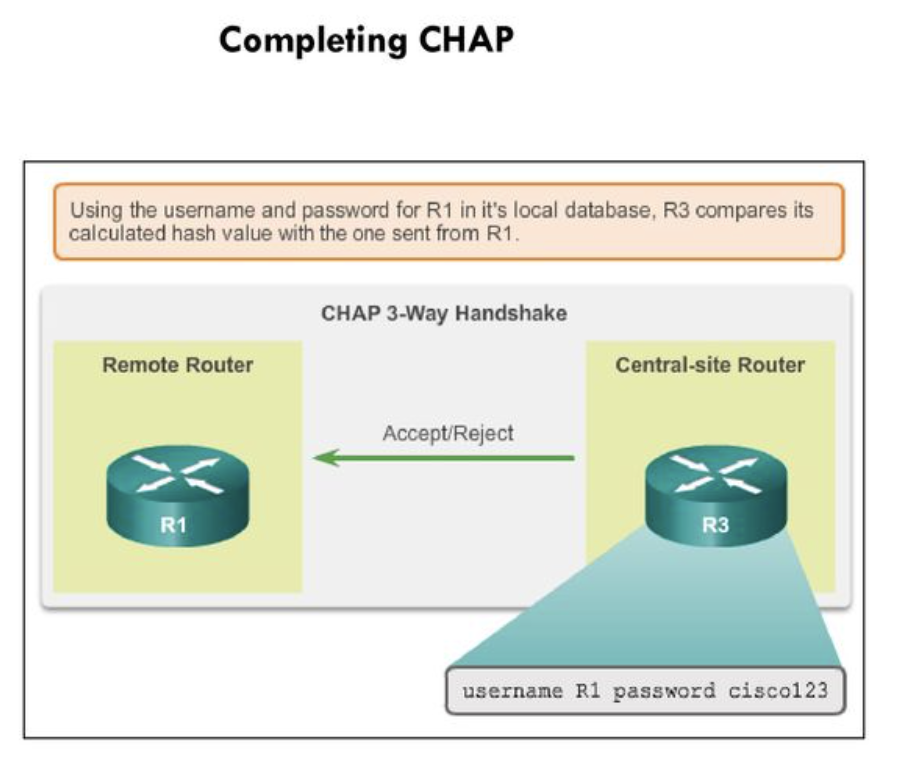 Completing CHAP
Using the username and password for R1 in it's local database, R3 compares its
calculated hash value with the one sent from R1.
CHAP 3-Way Handshake
Remote Router
Central-site Router
Accept/Reject
R1
R3
username R1 password cisco123